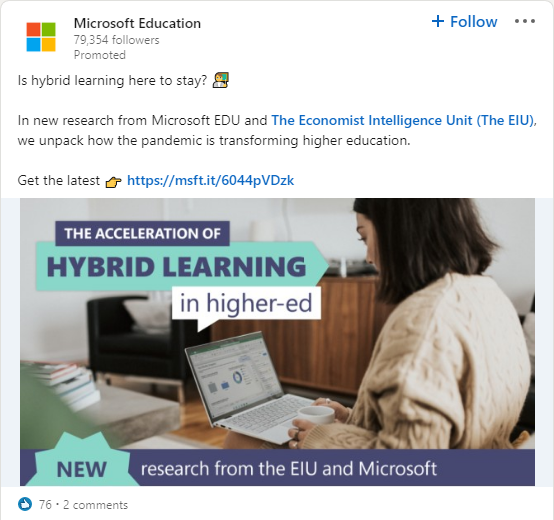 Microsoft Education
+ Follow
79,354 followers
Promoted
Is hybrid learning here to stay?
In new research from Microsoft EDU and The Economist Intelligence Unit (The EIU),
we unpack how the pandemic is transforming higher education.
Get the latest 👉 https://msft.it/6044pVDzk
THE ACCELERATION OF
HYBRID LEARNING
in higher-ed
NEW research from the EIU and Microsoft
76 · 2 comments